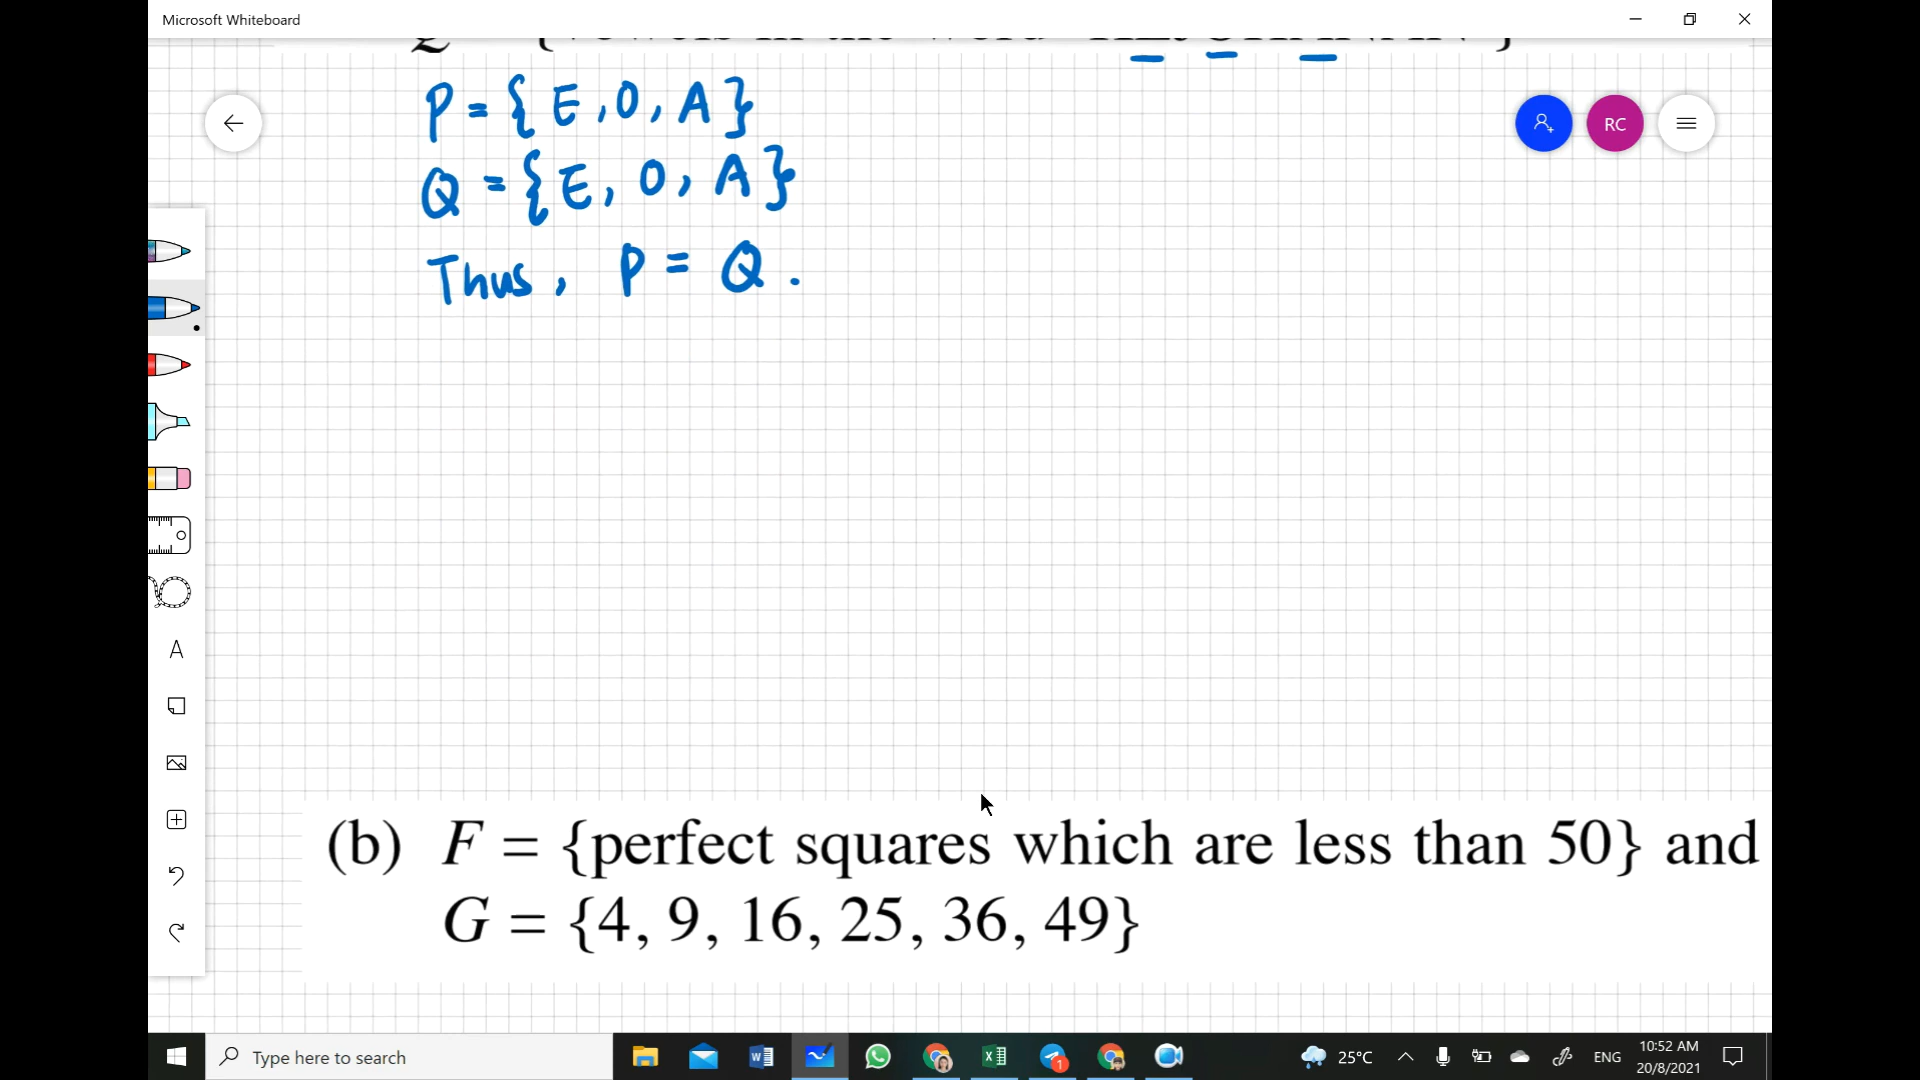 Microsoft Whiteboard
P = { E , O , A }
Q = { E , O , A }
Thus , P = Q .
RC
A
(b) F = {perfect squares which are less than 50} and
G = {4, 9, 16, 25, 36, 49}
Type here to search
1
25°C
ENG
10:52 AM
20/8/2021